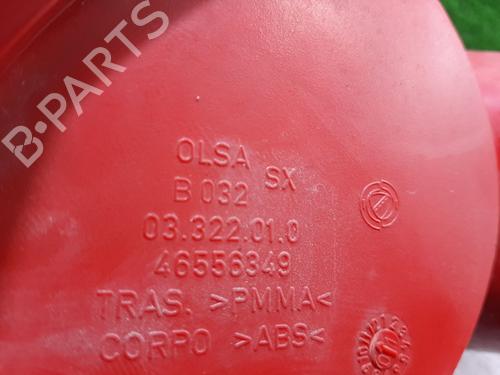 B-PARTS
OLSA SX
B 032
03.322.01.0
46556349
TRAS. >PMMA<
CORPO >ABS<